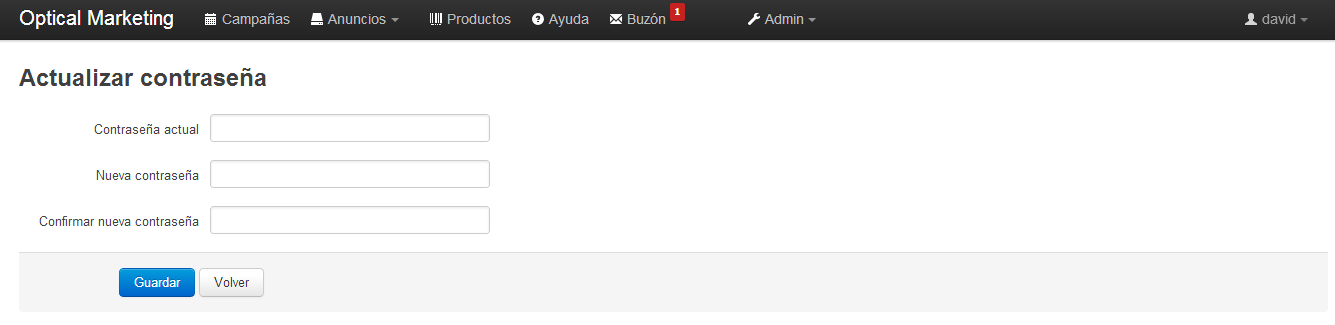 Optical Marketing Campañas Anuncios Productos Ayuda Buzón 1 Admin david
Actualizar contraseña
Contraseña actual
Nueva contraseña
Confirmar nueva contraseña
Guardar Volver